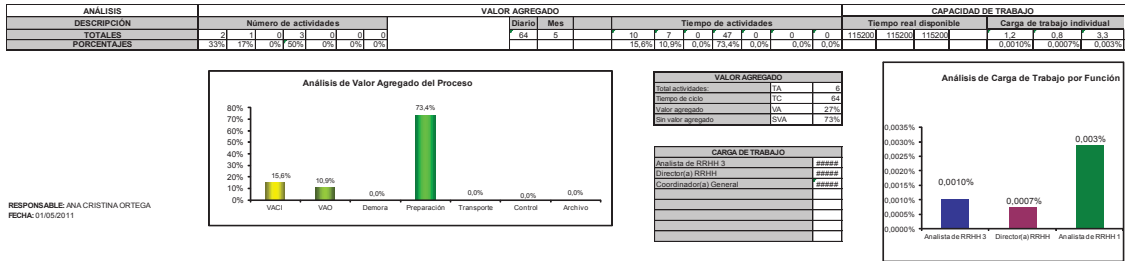 ANÁLISIS VALOR AGREGADO CAPACIDAD DE TRABAJO
DESCRIPCIÓN Número de actividades Diario Mes Tiempo de actividades Tiempo real disponible Carga de trabajo individual
TOTALES 2 1 0 3 0 0 0 64 5 10 7 0 47 0 0 0 115200 115200 115200 1,2 0,8 3,3
PORCENTAJES 33% 17% 0% 50% 0% 0% 0% 15,6% 10,9% 0,0% 73,4% 0,0% 0,0% 0,0% 0,0010% 0,0007% 0,003%
Análisis de Valor Agregado del Proceso
80%
70%
60%
50%
40%
30%
20%
10%
0%
15,6% 10,9% 0,0% 73,4% 0,0% 0,0% 0,0%
VACI VAO Demora Preparación Transporte Control Archivo
RESPONSABLE: ANA CRISTINA ORTEGA
FECHA: 01/05/2011
VALOR AGREGADO
Total actividades: TA 6
Tiempo de ciclo TC 64
Valor agregado VA 27%
Sin valor agregado SVA 73%
CARGA DE TRABAJO
Analista de RRHH 3 #####
Director(a) RRHH #####
Coordinador(a) General #####
Análisis de Carga de Trabajo por Función
0,0035%
0,0030%
0,0025%
0,0020%
0,0015%
0,0010%
0,0005%
0,0000%
0,0010% 0,0007% 0,003%
Analista de RRHH 3 Director(a) RRHH Analista de RRHH 1